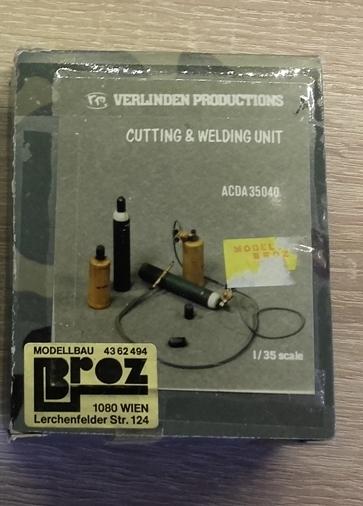 VERLINDEN PRODUCTIONS
CUTTING & WELDING UNIT
ACDA 35040
MODEL
BROZ
1/35 scale
MODELLBAU 43 62 494
Broz
1080 WIEN
Lerchenfelder Str. 124